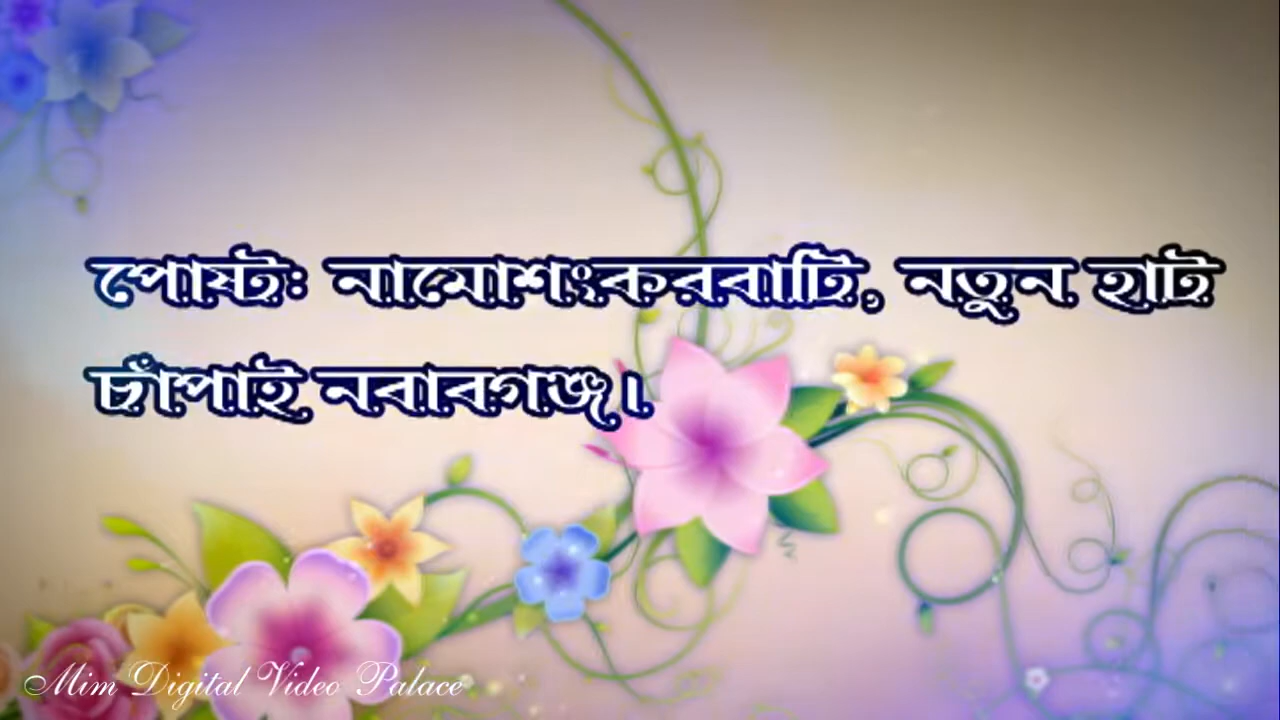 পোষ্টঃ নামোশংকরবাটি, নতুন হাট
চাঁপাই নবাবগঞ্জ।
Mim Digital Video Palace